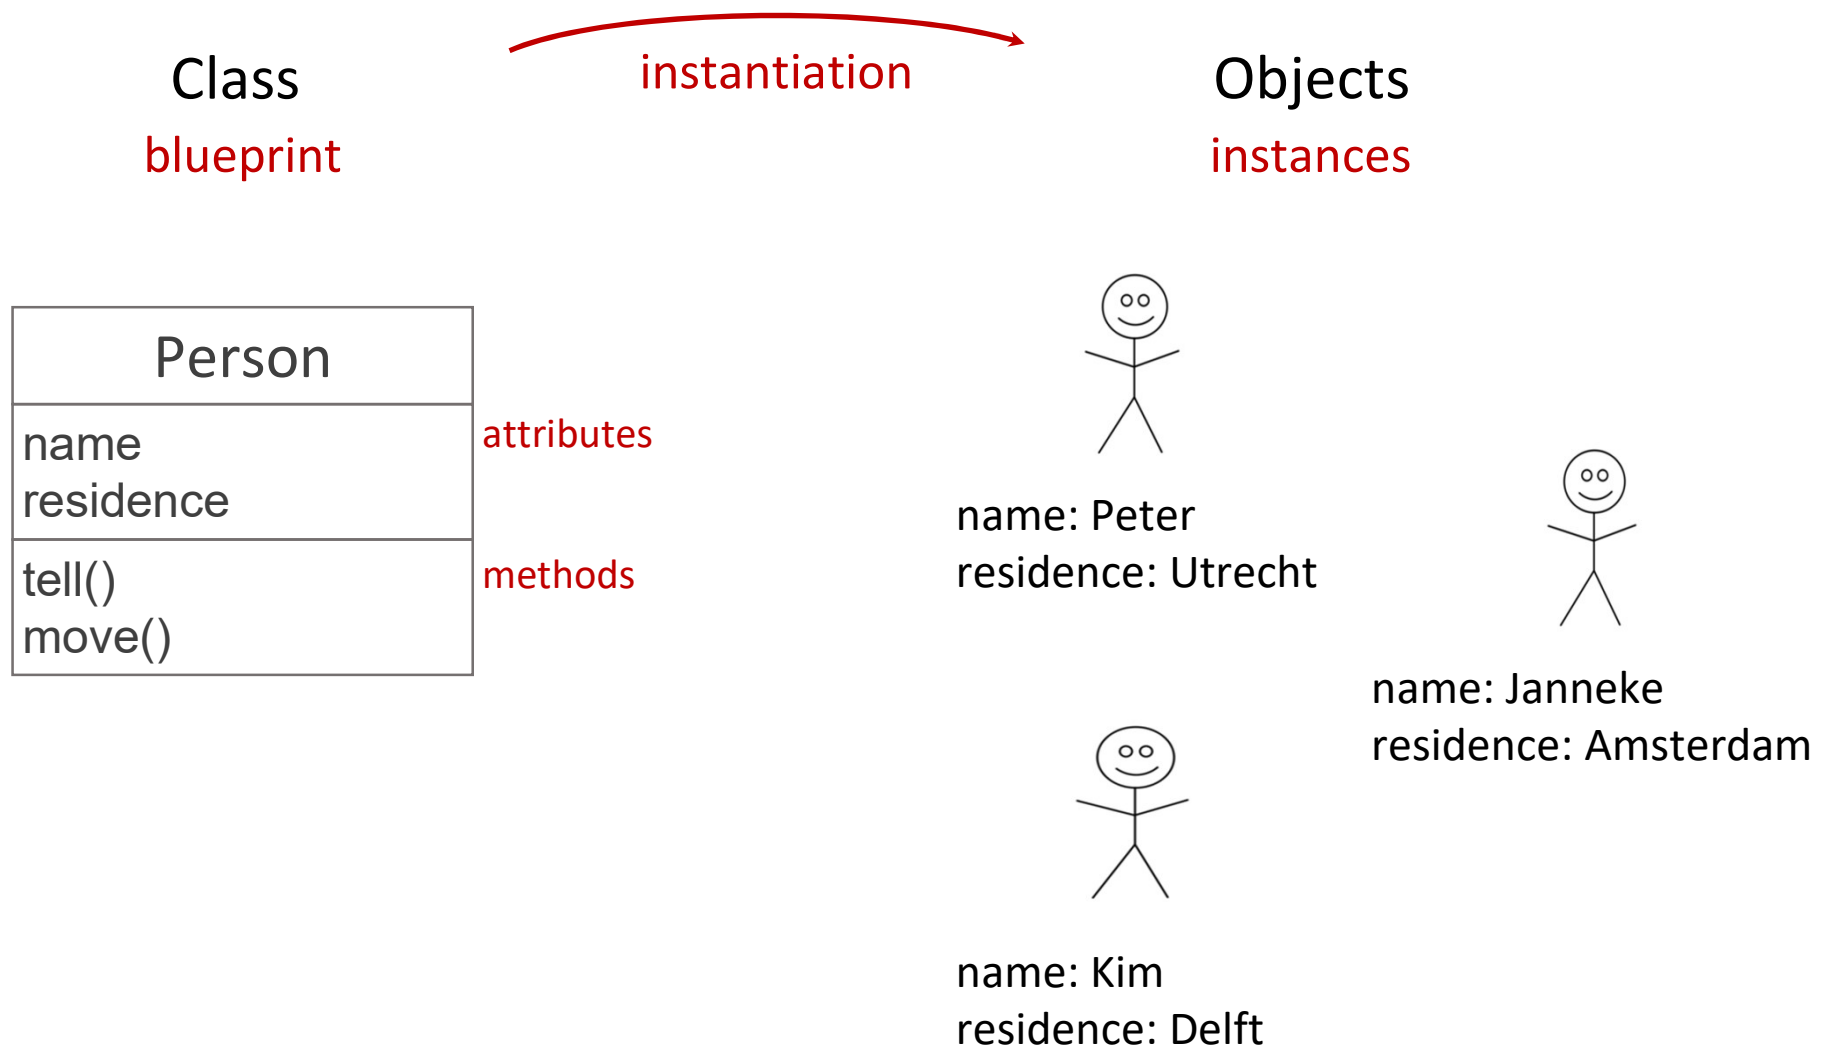 Class
blueprint
instantiation
Objects
instances
Person
name
residence
attributes
tell()
move()
methods
name: Peter
residence: Utrecht
name: Janneke
residence: Amsterdam
name: Kim
residence: Delft